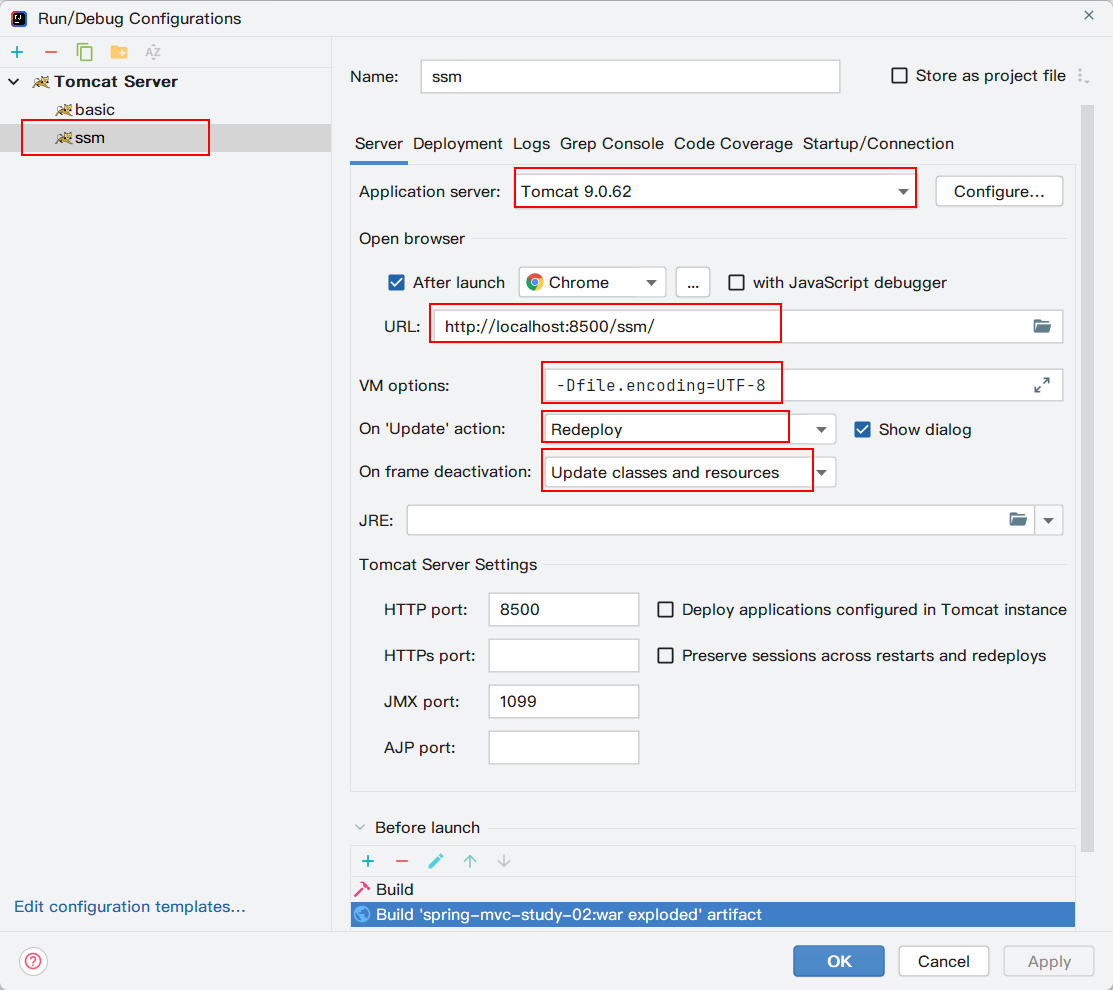 Run/Debug Configurations
Tomcat Server
basic
ssm
Edit configuration templates...
Name: ssm Store as project file
Server Deployment Logs Grep Console Code Coverage Startup/Connection
Application server: Tomcat 9.0.62 Configure...
Open browser
After launch Chrome ... with JavaScript debugger
URL: http://localhost:8500/ssm/
VM options: -Dfile.encoding=UTF-8
On 'Update' action: Redeploy Show dialog
On frame deactivation: Update classes and resources
JRE:
Tomcat Server Settings
HTTP port: 8500 Deploy applications configured in Tomcat instance
HTTPs port: Preserve sessions across restarts and redeploys
JMX port: 1099
AJP port:
Before launch
Build
Build 'spring-mvc-study-02:war exploded' artifact
? OK Cancel Apply